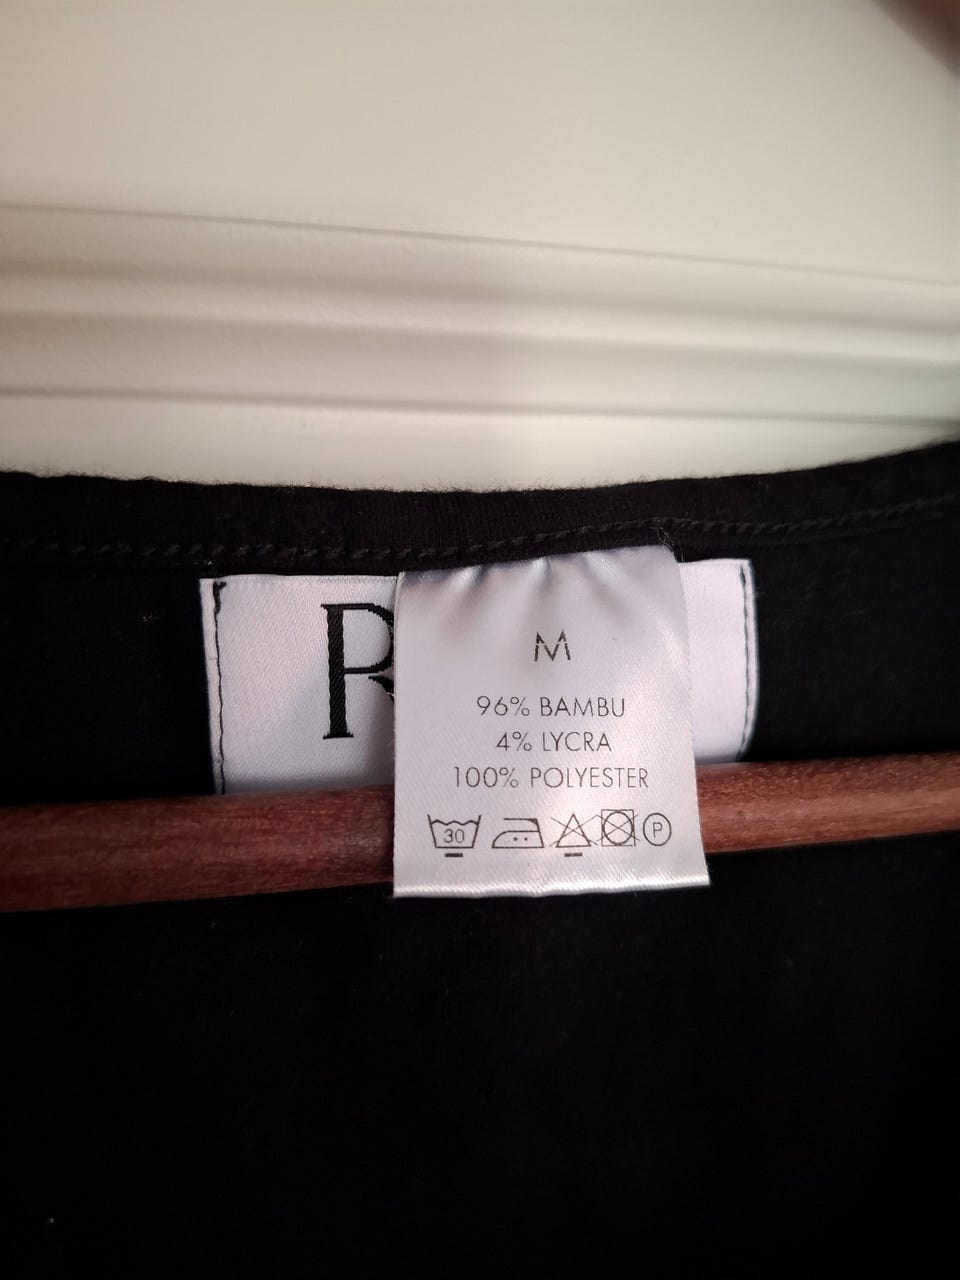 R
M
96% BAMBU
4% LYCRA
100% POLYESTER
30 P